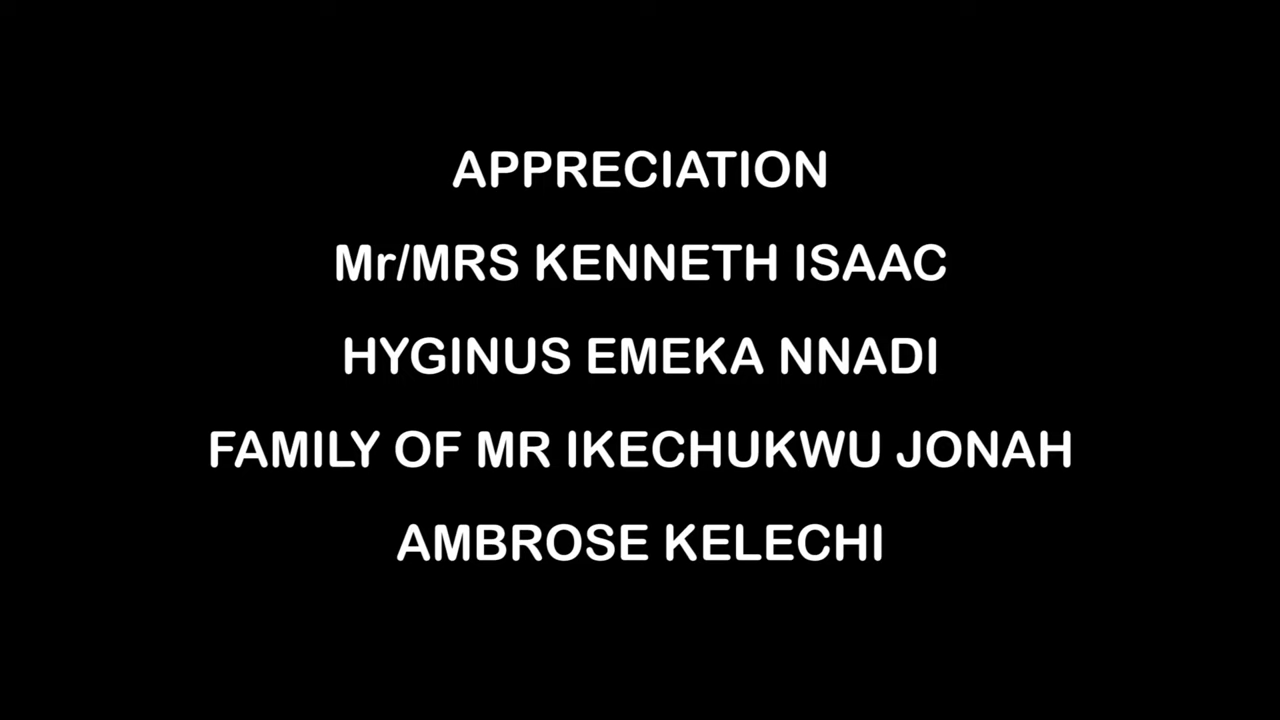 APPRECIATION
Mr/MRS KENNETH ISAAC
HYGINUS EMEKA NNADI
FAMILY OF MR IKECHUKWU JONAH
AMBROSE KELECHI